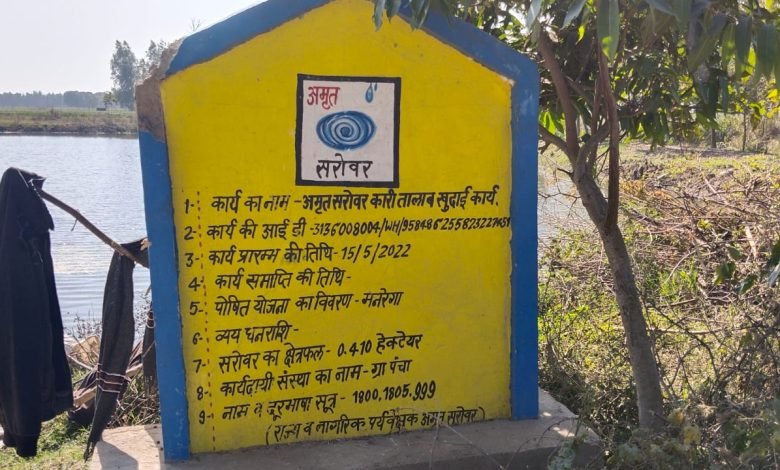 अमृत
सरोवर
1- कार्य का नाम - अमृत सरोवर कारी तालाब खुदाई कार्य.
2- कार्य की आई डी - 3136008004/WH/958486255823227451
3- कार्य प्रारम्भ की तिथि - 15/5/2022
4- कार्य समाप्ति की तिथि -
5- पोषित योजना का विवरण - मनरेगा
6- व्यय धनराशि -
7- सरोवर का क्षेत्रफल - 0.410 हेक्टेयर
8- कार्यदायी संस्था का नाम - ग्रा पंचा
9- नाम व दूरभाषा सूत्र - 1800,1805,999
(राज्य व नागरिक पर्यवेक्षक अमृत सरोवर)